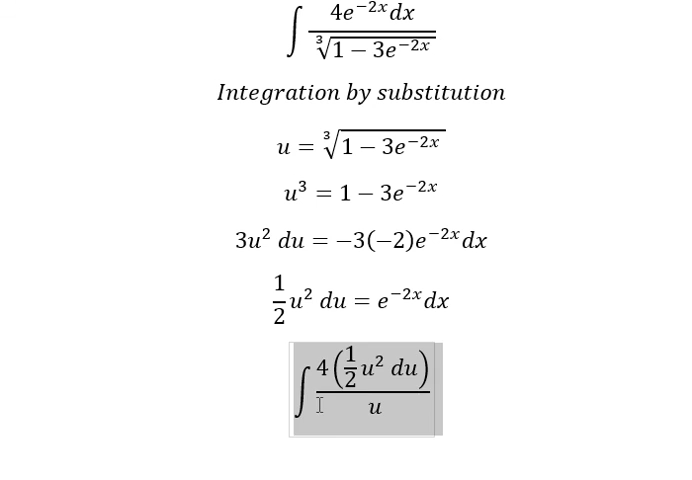 ∫ 4e^{−2x}dx / ∛(1 − 3e^{−2x})
Integration by substitution
u = ∛(1 − 3e^{−2x})
u³ = 1 − 3e^{−2x}
3u² du = −3(−2)e^{−2x}dx
1/2 u² du = e^{−2x}dx
∫ 4(1/2 u² du) / u